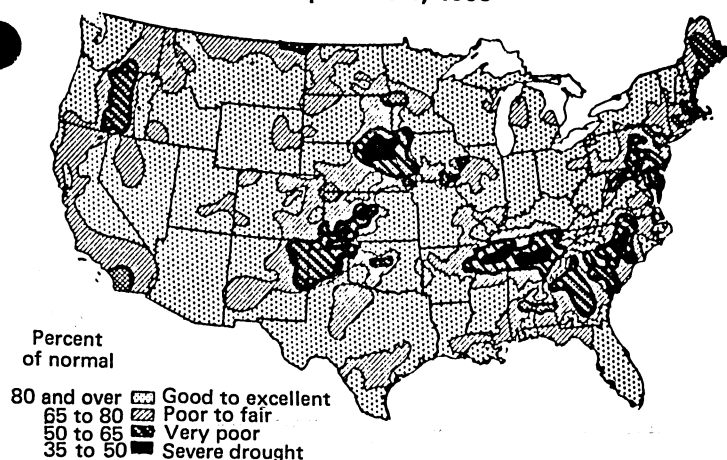 Percent
of normal
80 and over Good to excellent
65 to 80 Poor to fair
50 to 65 Very poor
35 to 50 Severe drought